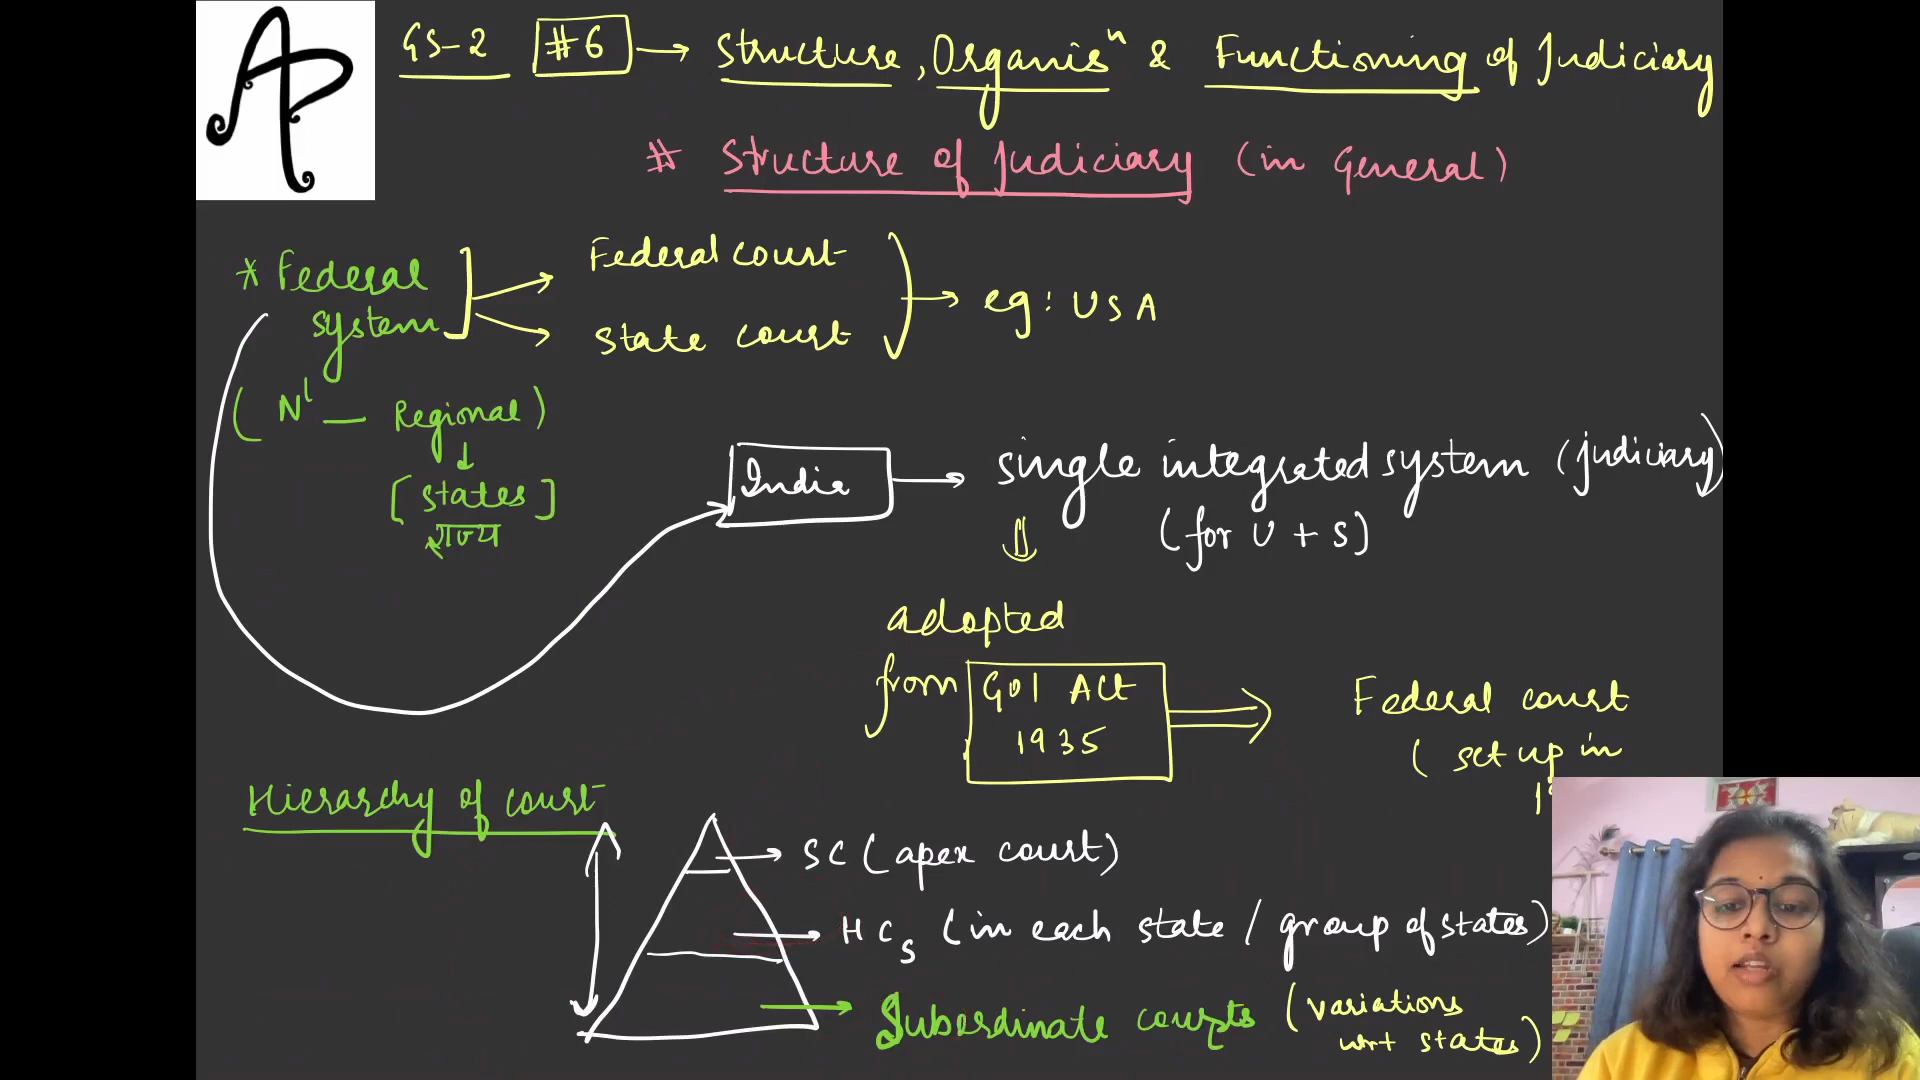 AP
GS-2 #6 → Structure, Organisⁿ & Functioning of Judiciary
# Structure of Judiciary (in General)
* Federal system
Federal court
State court
→ eg: USA
(Nˡ — Regional)
↓
[States]
राज्य
India → single integrated system (judiciary)
(for U + S)
adopted
from GOI Act
1935
Federal court
(set up in
Hierarchy of court
→ SC (apex court)
→ HCs (in each state / group of states)
→ Subordinate courts (variations
wrt states)